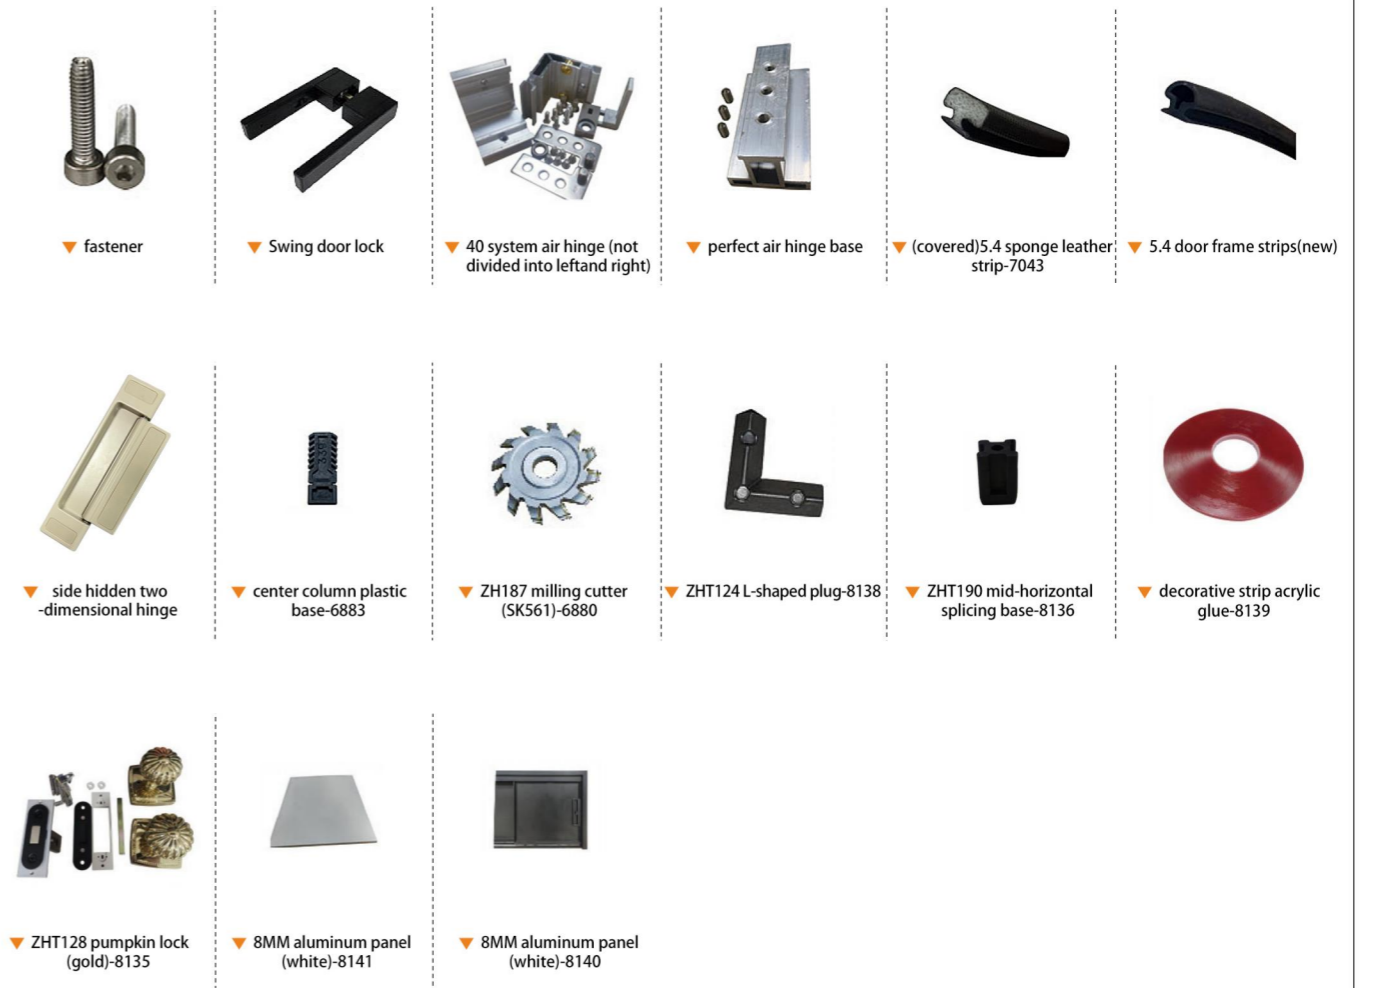 fastener
Swing door lock
40 system air hinge (not
divided into leftand right)
perfect air hinge base
(covered)5.4 sponge leather
strip-7043
5.4 door frame strips(new)
side hidden two
-dimensional hinge
center column plastic
base-6883
ZH187 milling cutter
(SK561)-6880
ZHT124 L-shaped plug-8138
ZHT190 mid-horizontal
splicing base-8136
decorative strip acrylic
glue-8139
ZHT128 pumpkin lock
(gold)-8135
8MM aluminum panel
(white)-8141
8MM aluminum panel
(white)-8140